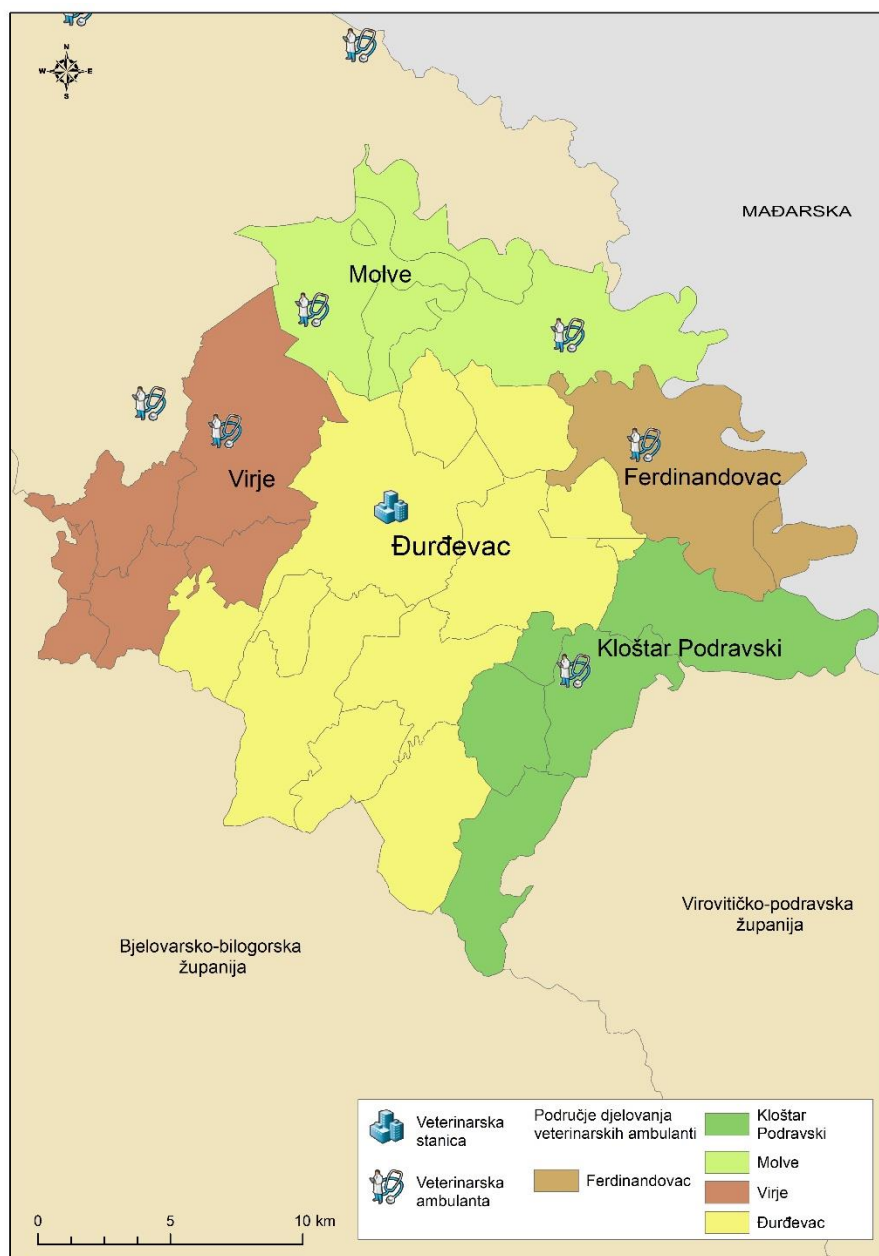 N
W E
S
MAĐARSKA
Molve
Virje
Ferdinandovac
Đurđevac
Kloštar Podravski
Virovitičko-podravska
županija
Bjelovarsko-bilogorska
županija
Veterinarska
stanica
Veterinarska
ambulanta
Područje djelovanja
veterinarskih ambulanti
Ferdinandovac
Kloštar
Podravski
Molve
Virje
Đurđevac
0 5 10 km